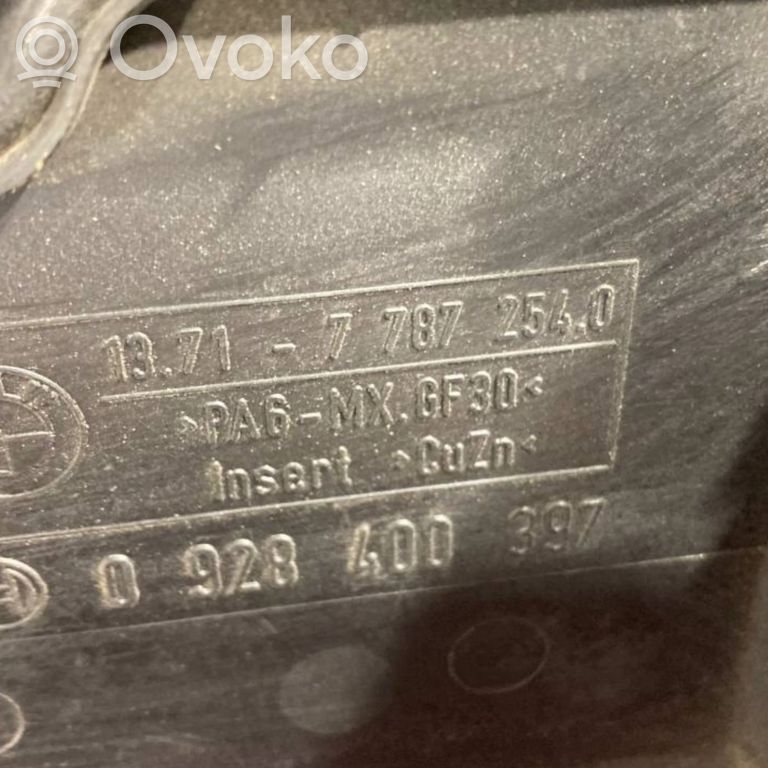 Ovoko
13.71 - 7 787 254.0
>PA6-MX.GF30<
Insert >CuZn<
0 928 400 397